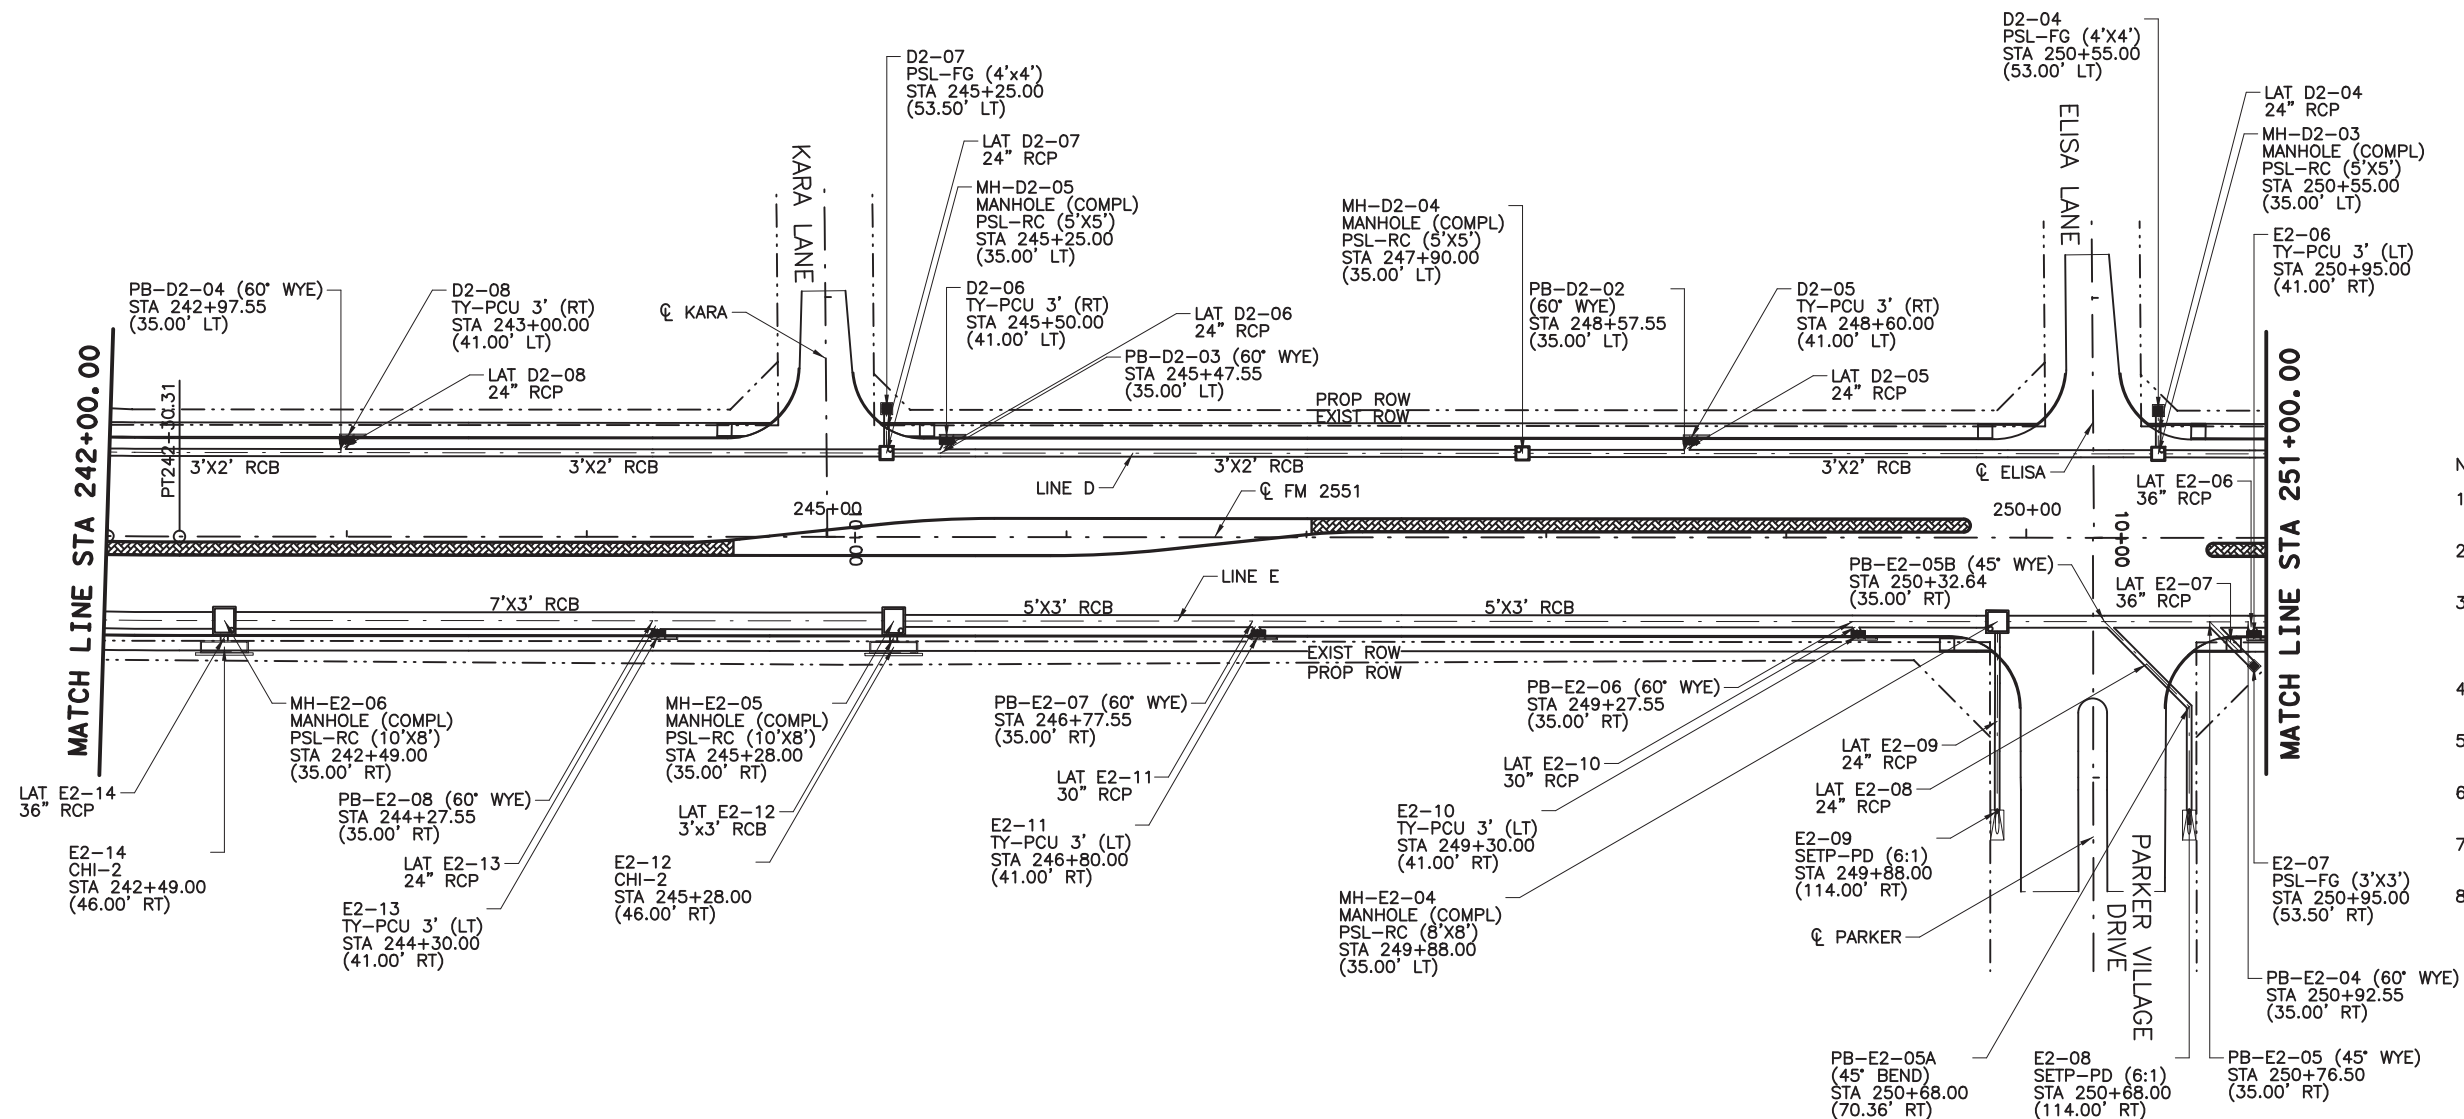 D2-04
PSL-FG (4'X4')
STA 250+55.00
(53.00' LT)
D2-07
PSL-FG (4'x4')
STA 245+25.00
(53.50' LT)
LAT D2-04
24" RCP
MH-D2-03
MANHOLE (COMPL)
PSL-RC (5'X5')
STA 250+55.00
(35.00' LT)
LAT D2-07
24" RCP
MH-D2-05
MANHOLE (COMPL)
PSL-RC (5'X5')
STA 245+25.00
(35.00' LT)
KARA LANE
ELISA LANE
MH-D2-04
MANHOLE (COMPL)
PSL-RC (5'X5')
STA 247+90.00
(35.00' LT)
E2-06
TY-PCU 3' (LT)
STA 250+95.00
(41.00' RT)
PB-D2-04 (60° WYE)
STA 242+97.55
(35.00' LT)
D2-08
TY-PCU 3' (RT)
STA 243+00.00
(41.00' LT)
LAT D2-08
24" RCP
℄ KARA
D2-06
TY-PCU 3' (RT)
STA 245+50.00
(41.00' LT)
LAT D2-06
24" RCP
PB-D2-03 (60° WYE)
STA 245+47.55
(35.00' LT)
PB-D2-02
(60° WYE)
STA 248+57.55
(35.00' LT)
D2-05
TY-PCU 3' (RT)
STA 248+60.00
(41.00' LT)
LAT D2-05
24" RCP
PROP ROW
EXIST ROW
MATCH LINE STA 242+00.00
PT242+30.31
3'X2' RCB
3'X2' RCB
3'X2' RCB
3'X2' RCB
LINE D
℄ FM 2551
℄ ELISA
LAT E2-06
36" RCP
MATCH LINE STA 251+00.00
245+00
10+00
250+00
10+00
PB-E2-05B (45° WYE)
STA 250+32.64
(35.00' RT)
LAT E2-07
36" RCP
LINE E
7'X3' RCB
5'X3' RCB
5'X3' RCB
EXIST ROW
PROP ROW
MH-E2-06
MANHOLE (COMPL)
PSL-RC (10'X8')
STA 242+49.00
(35.00' RT)
MH-E2-05
MANHOLE (COMPL)
PSL-RC (10'X8')
STA 245+28.00
(35.00' RT)
PB-E2-07 (60° WYE)
STA 246+77.55
(35.00' RT)
PB-E2-06 (60° WYE)
STA 249+27.55
(35.00' RT)
LAT E2-14
36" RCP
PB-E2-08 (60° WYE)
STA 244+27.55
(35.00' RT)
LAT E2-12
3'x3' RCB
LAT E2-11
30" RCP
LAT E2-10
30" RCP
LAT E2-09
24" RCP
LAT E2-08
24" RCP
E2-14
CHI-2
STA 242+49.00
(46.00' RT)
LAT E2-13
24" RCP
E2-12
CHI-2
STA 245+28.00
(46.00' RT)
E2-11
TY-PCU 3' (LT)
STA 246+80.00
(41.00' RT)
E2-10
TY-PCU 3' (LT)
STA 249+30.00
(41.00' RT)
E2-09
SETP-PD (6:1)
STA 249+88.00
(114.00' RT)
E2-13
TY-PCU 3' (LT)
STA 244+30.00
(41.00' RT)
MH-E2-04
MANHOLE (COMPL)
PSL-RC (8'X8')
STA 249+88.00
(35.00' LT)
℄ PARKER
PARKER VILLAGE
DRIVE
E2-07
PSL-FG (3'X3')
STA 250+95.00
(53.50' RT)
PB-E2-04 (60° WYE)
STA 250+92.55
(35.00' RT)
PB-E2-05A
(45° BEND)
STA 250+68.00
(70.36' RT)
E2-08
SETP-PD (6:1)
STA 250+68.00
(114.00' RT)
PB-E2-05 (45° WYE)
STA 250+76.50
(35.00' RT)
N
1
2
3
4
5
6
7
8